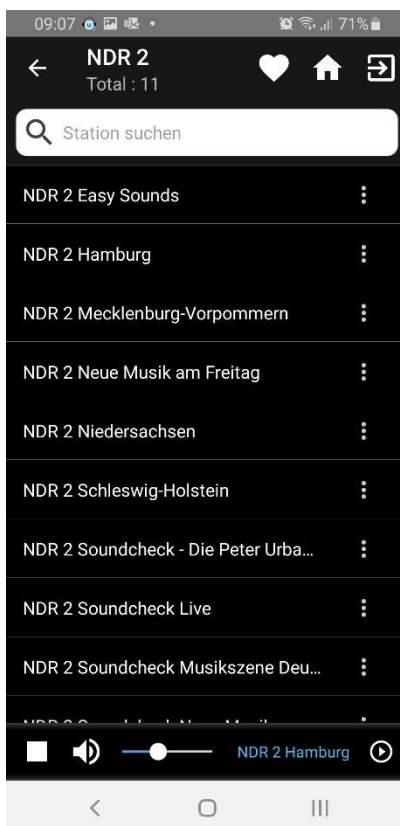 09:07 71%
NDR 2
Total : 11
Station suchen
NDR 2 Easy Sounds
NDR 2 Hamburg
NDR 2 Mecklenburg-Vorpommern
NDR 2 Neue Musik am Freitag
NDR 2 Niedersachsen
NDR 2 Schleswig-Holstein
NDR 2 Soundcheck - Die Peter Urba...
NDR 2 Soundcheck Live
NDR 2 Soundcheck Musikszene Deu...
NDR 2 Hamburg